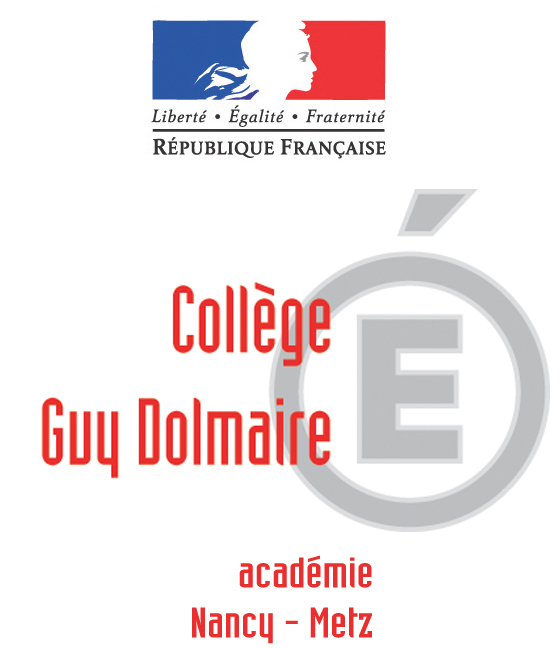 Liberté • Égalité • Fraternité
RÉPUBLIQUE FRANÇAISE
Collège
Guy Dolmaire
É
académie
Nancy - Metz